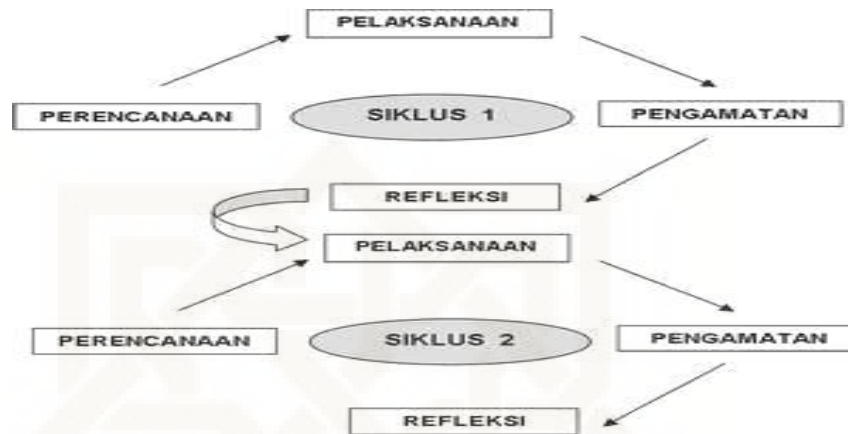 PELAKSANAAN
PERENCANAAN
SIKLUS 1
PENGAMATAN
REFLEKSI
PELAKSANAAN
PERENCANAAN
SIKLUS 2
PENGAMATAN
REFLEKSI